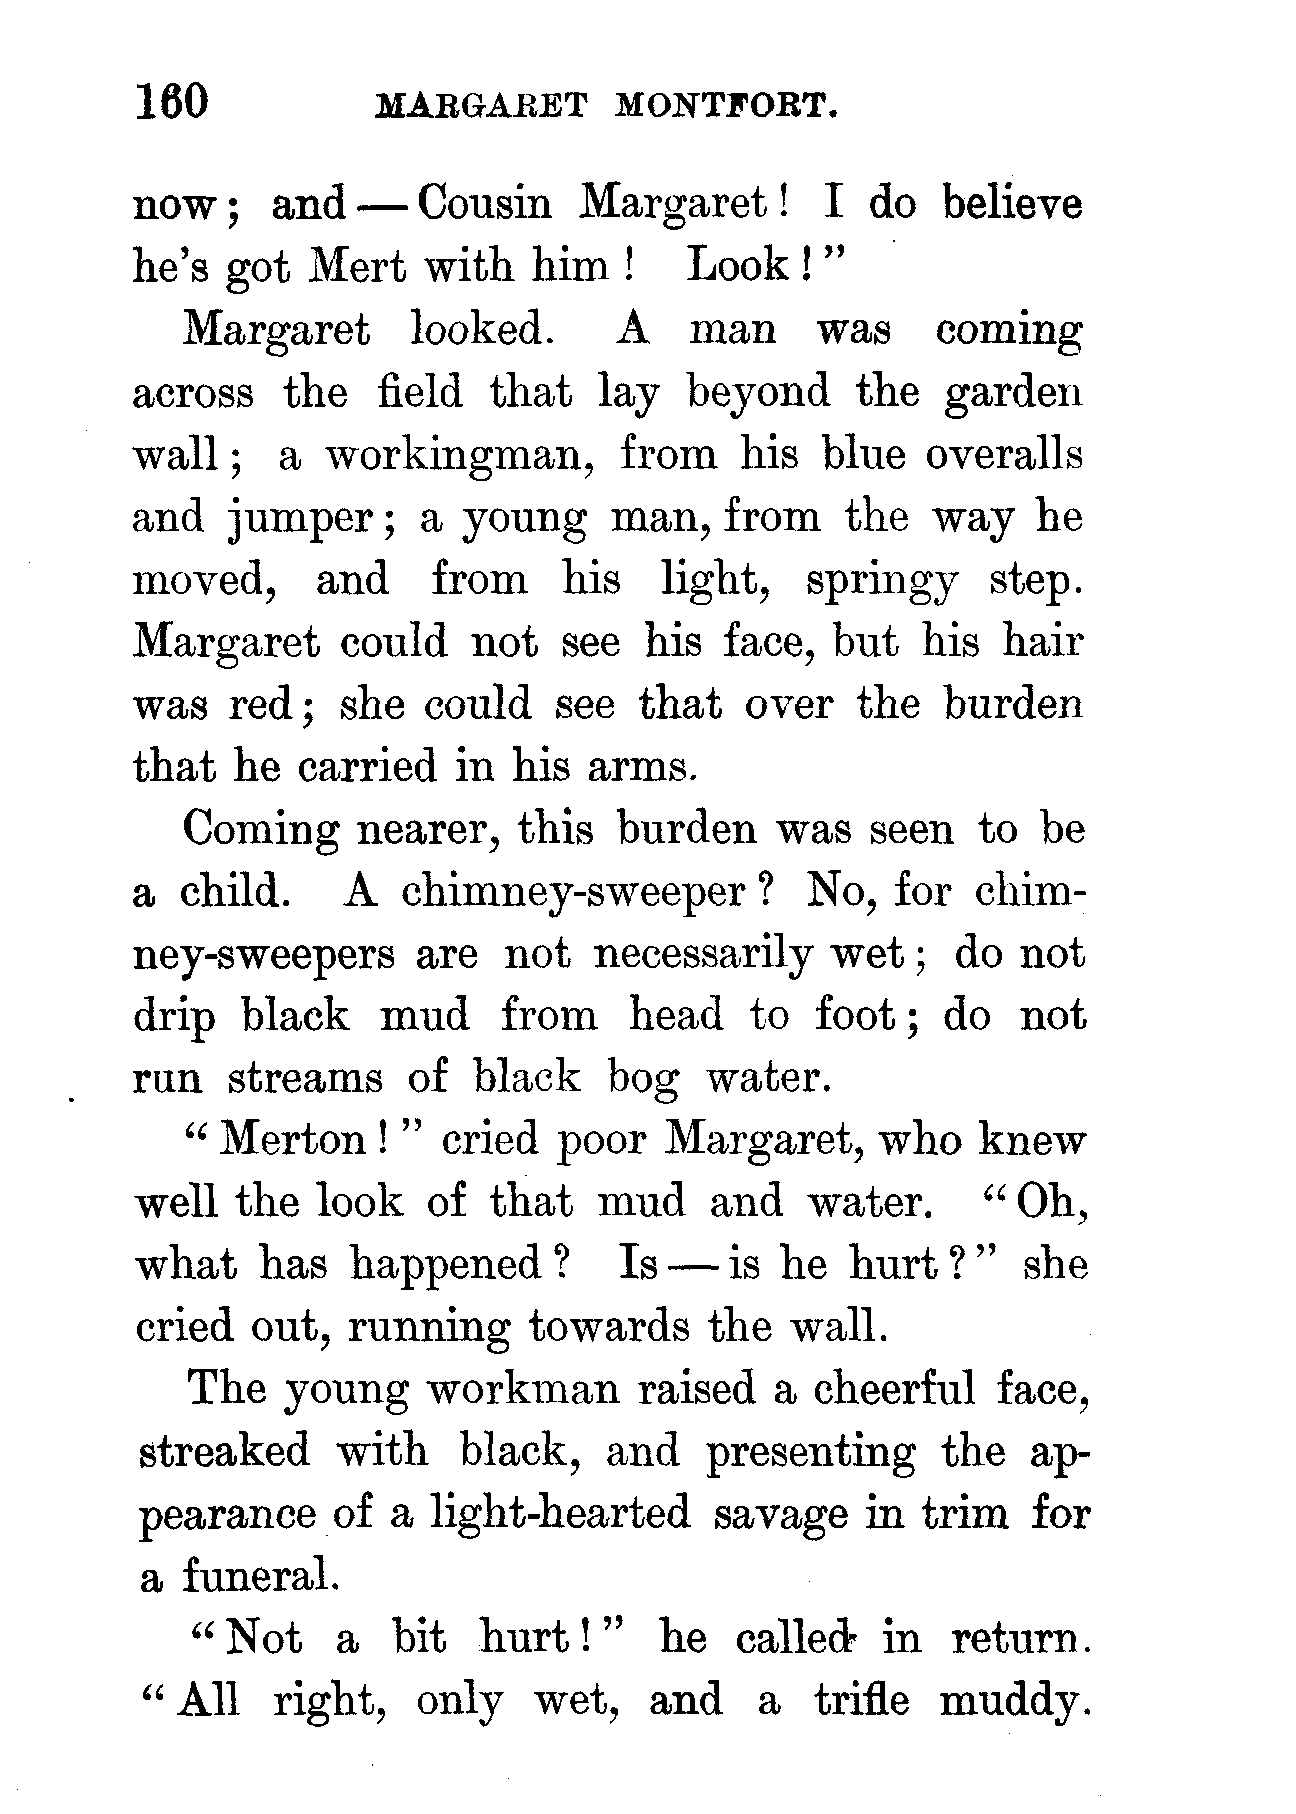 160 MARGARET MONTFORT.
now; and — Cousin Margaret! I do believe
he's got Mert with him! Look!"
Margaret looked. A man was coming
across the field that lay beyond the garden
wall; a workingman, from his blue overalls
and jumper; a young man, from the way he
moved, and from his light, springy step.
Margaret could not see his face, but his hair
was red; she could see that over the burden
that he carried in his arms.
Coming nearer, this burden was seen to be
a child. A chimney-sweeper? No, for chim-
ney-sweepers are not necessarily wet; do not
drip black mud from head to foot; do not
run streams of black bog water.
"Merton!" cried poor Margaret, who knew
well the look of that mud and water. "Oh,
what has happened? Is — is he hurt?" she
cried out, running towards the wall.
The young workman raised a cheerful face,
streaked with black, and presenting the ap-
pearance of a light-hearted savage in trim for
a funeral.
"Not a bit hurt!" he called in return.
"All right, only wet, and a trifle muddy.